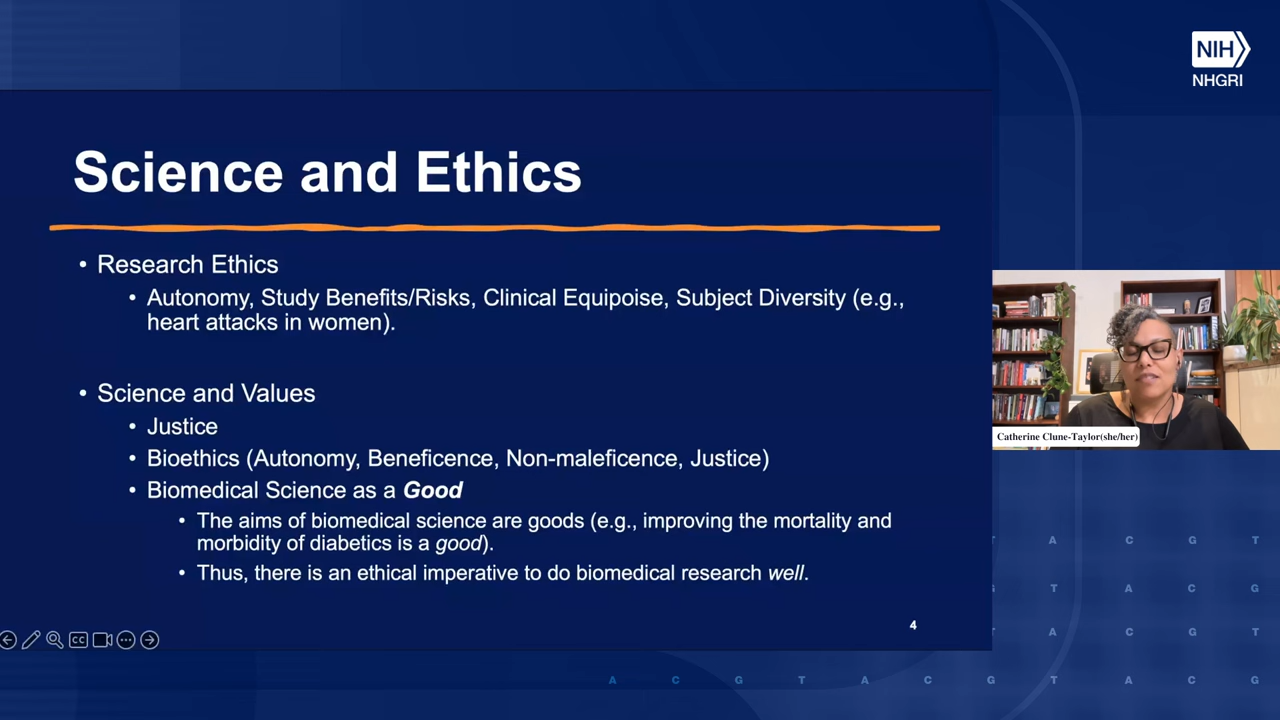 NIH
NHGRI
Science and Ethics
• Research Ethics
• Autonomy, Study Benefits/Risks, Clinical Equipoise, Subject Diversity (e.g.,
heart attacks in women).
• Science and Values
• Justice
• Bioethics (Autonomy, Beneficence, Non-maleficence, Justice)
• Biomedical Science as a Good
• The aims of biomedical science are goods (e.g., improving the mortality and
morbidity of diabetics is a good).
• Thus, there is an ethical imperative to do biomedical research well.
4
CC
Catherine Clune-Taylor(she/her)
T A C G T
G T A C G
T A C G T
A C G T A C G T A C G